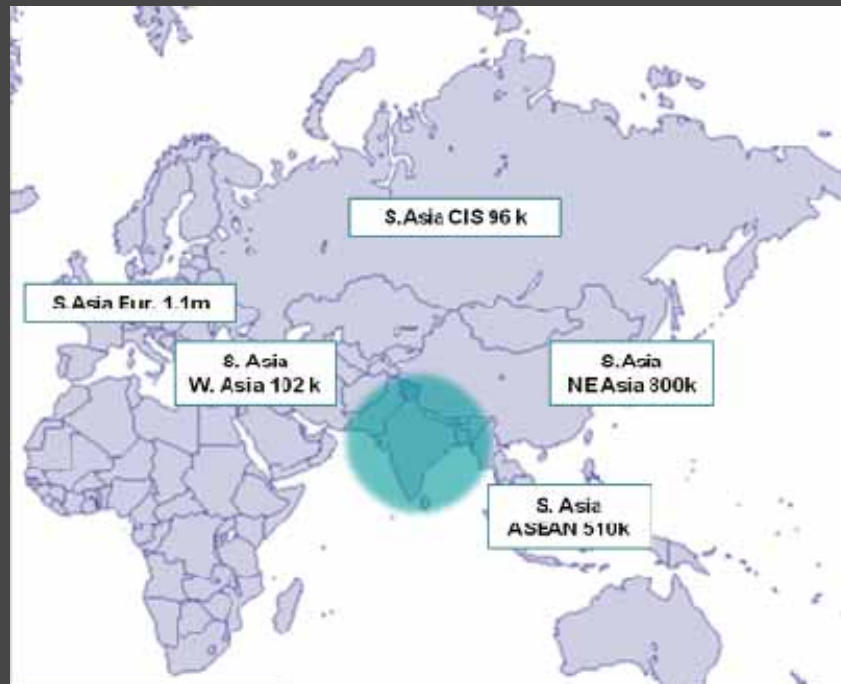 S.Asia CIS 96 k
S.Asia Eur. 1.1m
S. Asia
W. Asia 102 k
S.Asia
NE Asia 800k
S. Asia
ASEAN 510k